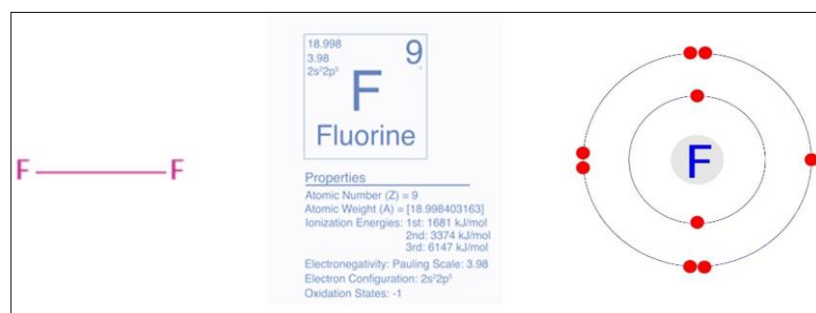 F F
18.998
9
3.98
2s²2p⁵
F
Fluorine
Properties
Atomic Number (Z) = 9
Atomic Weight (A) = [18.998403163]
Ionization Energies: 1st: 1681 kJ/mol
2nd: 3374 kJ/mol
3rd: 6147 kJ/mol
Electronegativity: Pauling Scale: 3.98
Electron Configuration: 2s²2p⁵
Oxidation States: -1
F